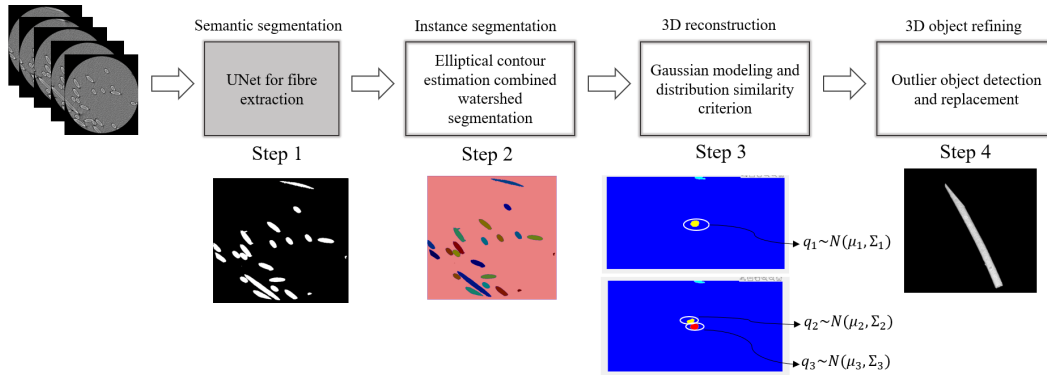 Semantic segmentation
Instance segmentation
3D reconstruction
3D object refining
UNet for fibre
extraction
Elliptical contour
estimation combined
watershed
segmentation
Gaussian modeling and
distribution similarity
criterion
Outlier object detection
and replacement
Step 1
Step 2
Step 3
Step 4
q₁~N(μ₁, Σ₁)
q₂~N(μ₂, Σ₂)
q₃~N(μ₃, Σ₃)